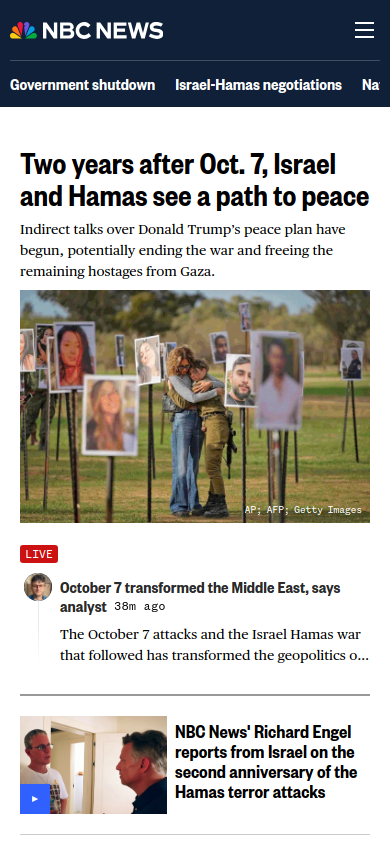 NBC NEWS
Government shutdown Israel-Hamas negotiations Na
Two years after Oct. 7, Israel
and Hamas see a path to peace
Indirect talks over Donald Trump's peace plan have
begun, potentially ending the war and freeing the
remaining hostages from Gaza.
AP; AFP; Getty Images
LIVE
October 7 transformed the Middle East, says
analyst 38m ago
The October 7 attacks and the Israel Hamas war
that followed has transformed the geopolitics o...
NBC News' Richard Engel
reports from Israel on the
second anniversary of the
Hamas terror attacks